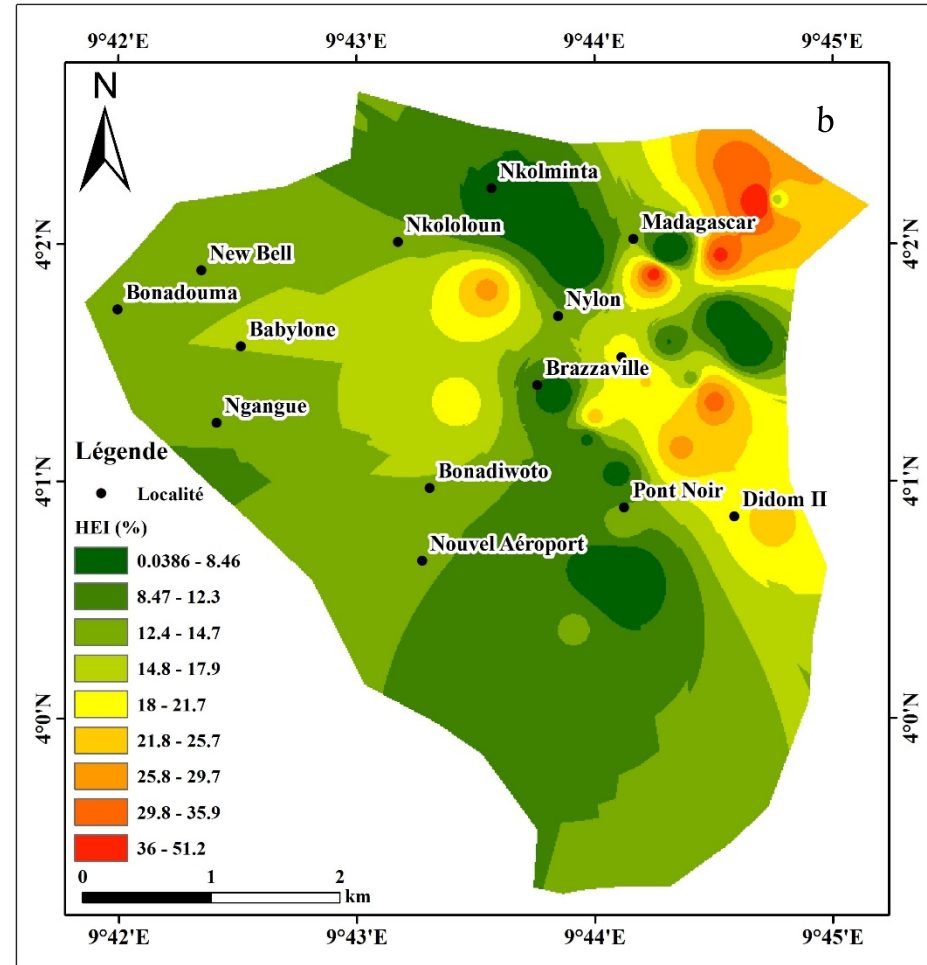 9°42'E 9°43'E 9°44'E 9°45'E
N
b
Nkolminta
Madagascar
Nkololoun
New Bell
Bonadouma
Nylon
Babylone
Brazzaville
Ngangue
Bonadiwoto
Pont Noir
Didom II
Nouvel Aéroport
4°2'N
4°1'N
4°0'N
4°2'N
4°1'N
4°0'N
Légende
Localité
HEI (%)
0.0386 - 8.46
8.47 - 12.3
12.4 - 14.7
14.8 - 17.9
18 - 21.7
21.8 - 25.7
25.8 - 29.7
29.8 - 35.9
36 - 51.2
0 1 2
km
9°42'E 9°43'E 9°44'E 9°45'E